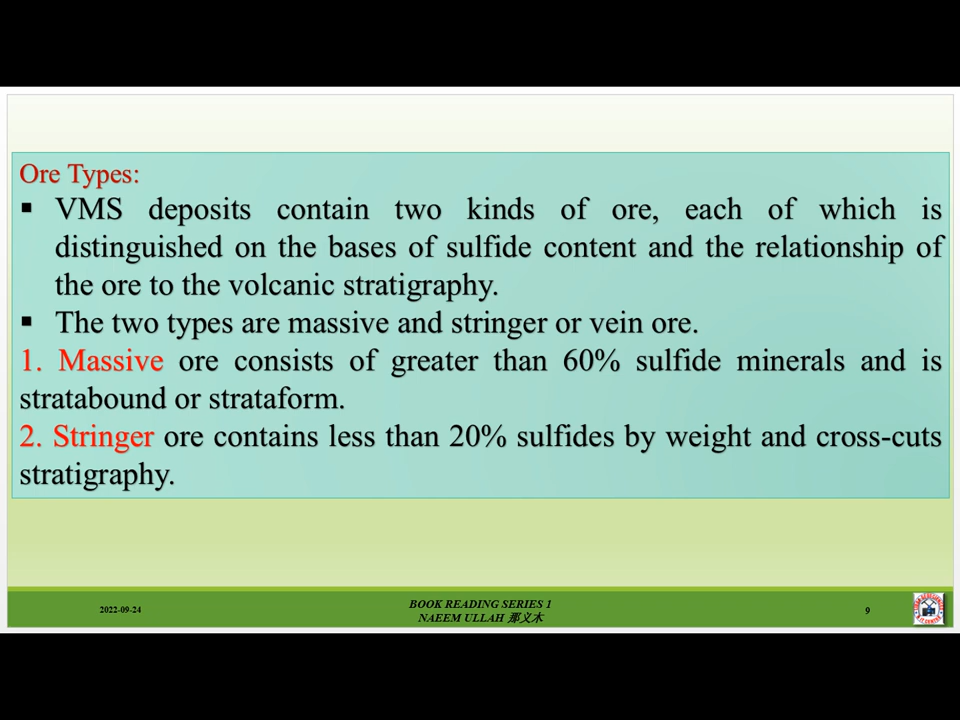 Ore Types:
▪ VMS deposits contain two kinds of ore, each of which is
distinguished on the bases of sulfide content and the relationship of
the ore to the volcanic stratigraphy.
▪ The two types are massive and stringer or vein ore.
1. Massive ore consists of greater than 60% sulfide minerals and is
stratabound or strataform.
2. Stringer ore contains less than 20% sulfides by weight and cross-cuts
stratigraphy.
2022-09-24
BOOK READING SERIES 1
NAEEM ULLAH 那义木
9